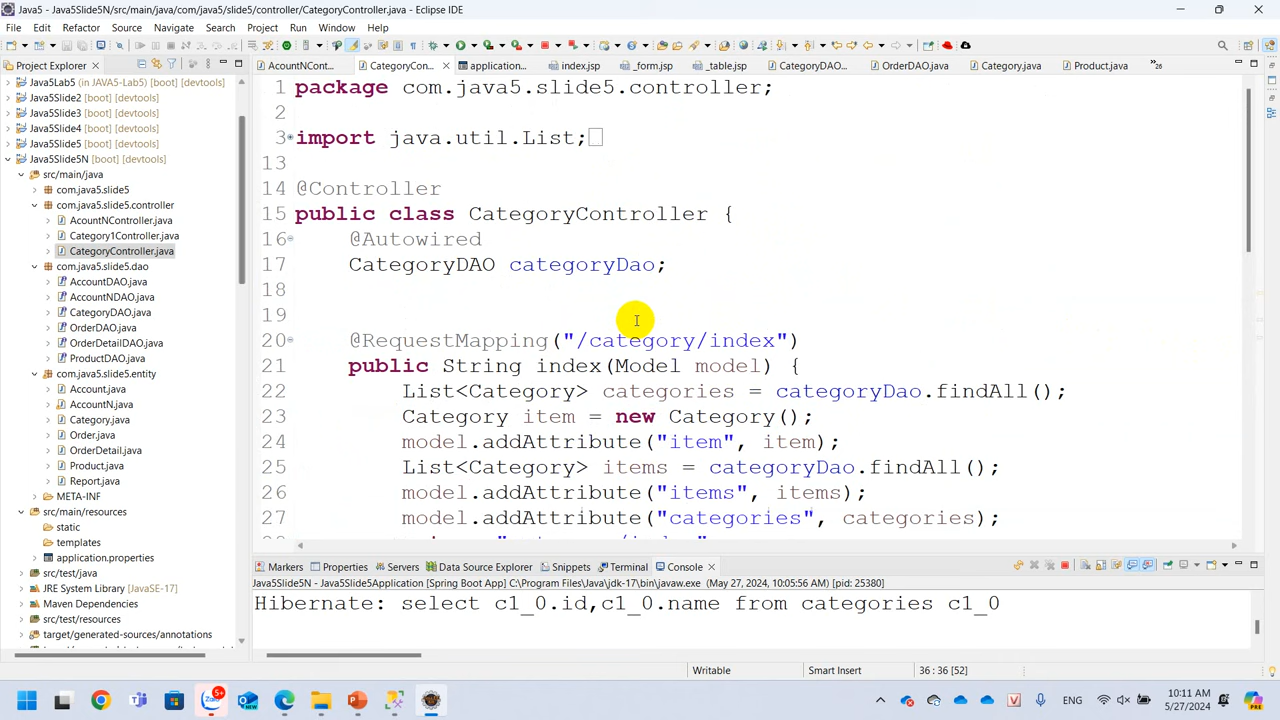 Java5 - Java5Slide5N/src/main/java/com/java5/slide5/controller/CategoryController.java - Eclipse IDE
File Edit Refactor Source Navigate Search Project Run Window Help
Project Explorer
AcountNCont...
CategoryCon...
application....
index.jsp
_form.jsp
_table.jsp
CategoryDAO...
OrderDAO.java
Category.java
Product.java
26
Java5Lab5 (in JAVA5-Lab5) [boot] [devtools]
Java5Slide2 [boot] [devtools]
Java5Slide3 [boot] [devtools]
Java5Slide4 [boot] [devtools]
Java5Slide5 [boot] [devtools]
Java5Slide5N [boot] [devtools]
src/main/java
com.java5.slide5
com.java5.slide5.controller
AcountNController.java
Category1Controller.java
CategoryController.java
com.java5.slide5.dao
AccountDAO.java
AccountNDAO.java
CategoryDAO.java
OrderDAO.java
OrderDetailDAO.java
ProductDAO.java
com.java5.slide5.entity
Account.java
AccountN.java
Category.java
Order.java
OrderDetail.java
Product.java
Report.java
META-INF
src/main/resources
static
templates
application.properties
src/test/java
JRE System Library [JavaSE-17]
Maven Dependencies
src/test/resources
target/generated-sources/annotations
1 package com.java5.slide5.controller;
2
3 import java.util.List;
13
14 @Controller
15 public class CategoryController {
16 @Autowired
17 CategoryDAO categoryDao;
18
19
20 @RequestMapping("/category/index")
21 public String index(Model model) {
22 List<Category> categories = categoryDao.findAll();
23 Category item = new Category();
24 model.addAttribute("item", item);
25 List<Category> items = categoryDao.findAll();
26 model.addAttribute("items", items);
27 model.addAttribute("categories", categories);
Markers Properties Servers Data Source Explorer Snippets Terminal Console
Java5Slide5N - Java5Slide5Application [Spring Boot App] C:\Program Files\Java\jdk-17\bin\javaw.exe (May 27, 2024, 10:05:56 AM) [pid: 25380]
Hibernate: select c1_0.id,c1_0.name from categories c1_0
Writable
Smart Insert
36 : 36 [52]
5+
Zalo
NEW
ENG
10:11 AM
5/27/2024
PRE